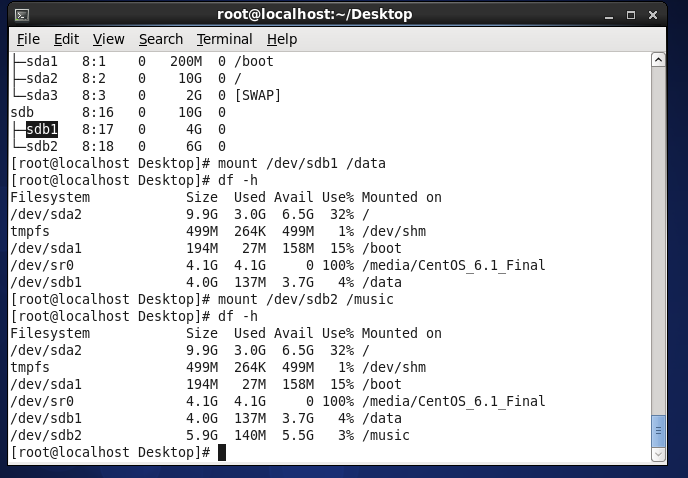 root@localhost:~/Desktop
File Edit View Search Terminal Help
├─sda1   8:1    0   200M  0 /boot
├─sda2   8:2    0    10G  0 /
└─sda3   8:3    0     2G  0 [SWAP]
sdb      8:16   0    10G  0
├─sdb1   8:17   0     4G  0
└─sdb2   8:18   0     6G  0
[root@localhost Desktop]# mount /dev/sdb1 /data
[root@localhost Desktop]# df -h
Filesystem            Size  Used Avail Use% Mounted on
/dev/sda2             9.9G  3.0G  6.5G  32% /
tmpfs                 499M  264K  499M   1% /dev/shm
/dev/sda1             194M   27M  158M  15% /boot
/dev/sr0              4.1G  4.1G     0 100% /media/CentOS_6.1_Final
/dev/sdb1             4.0G  137M  3.7G   4% /data
[root@localhost Desktop]# mount /dev/sdb2 /music
[root@localhost Desktop]# df -h
Filesystem            Size  Used Avail Use% Mounted on
/dev/sda2             9.9G  3.0G  6.5G  32% /
tmpfs                 499M  264K  499M   1% /dev/shm
/dev/sda1             194M   27M  158M  15% /boot
/dev/sr0              4.1G  4.1G     0 100% /media/CentOS_6.1_Final
/dev/sdb1             4.0G  137M  3.7G   4% /data
/dev/sdb2             5.9G  140M  5.5G   3% /music
[root@localhost Desktop]#